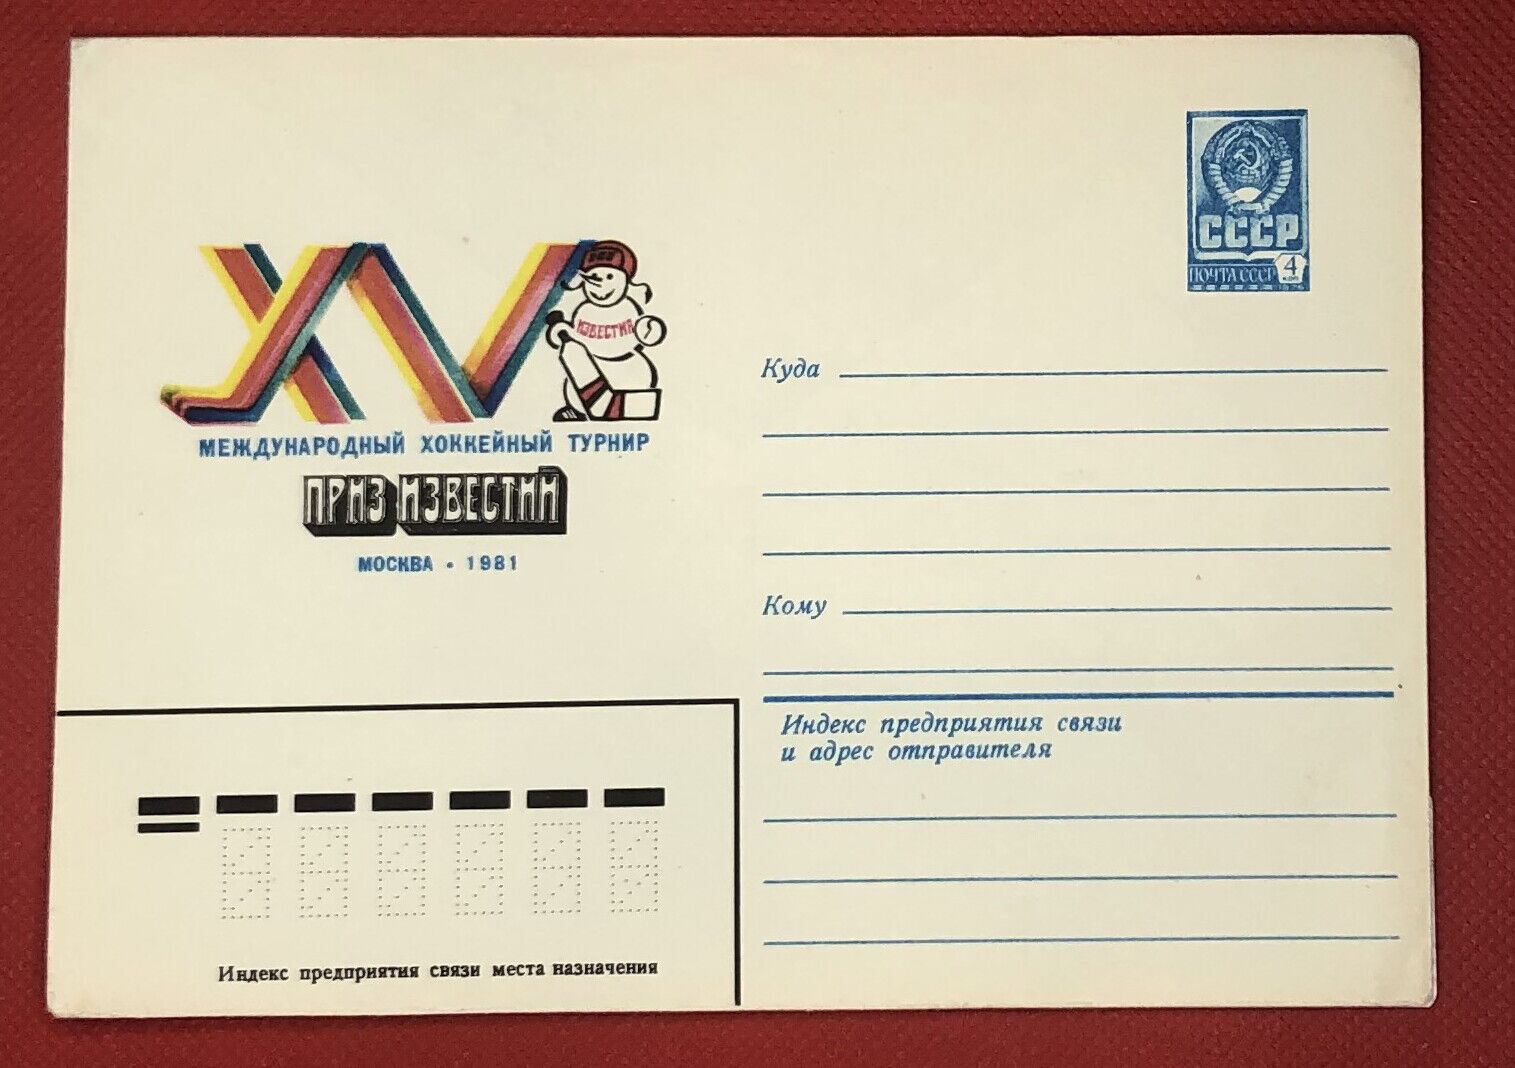 XV
ИЗВЕСТИЯ
МЕЖДУНАРОДНЫЙ ХОККЕЙНЫЙ ТУРНИР
ПРИЗ ИЗВЕСТИЙ
МОСКВА • 1981
СССР
ПОЧТА СССР 4
Куда
Кому
Индекс предприятия связи
и адрес отправителя
Индекс предприятия связи места назначения